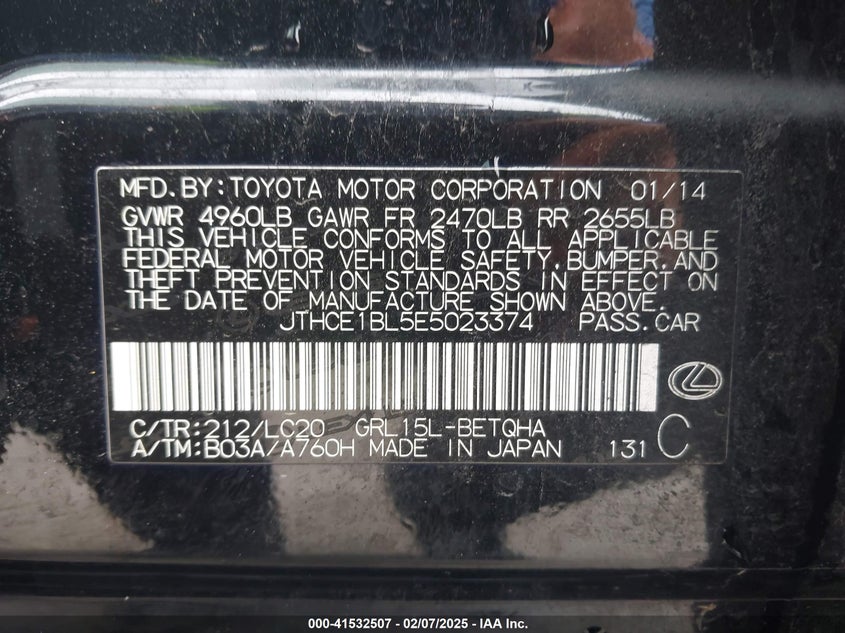 MFD.BY:TOYOTA MOTOR CORPORATION 01/14
GVWR 4960LB GAWR FR 2470LB RR 2655LB
THIS VEHICLE CONFORMS TO ALL APPLICABLE
FEDERAL MOTOR VEHICLE SAFETY,BUMPER,AND
THEFT PREVENTION STANDARDS IN EFFECT ON
THE DATE OF MANUFACTURE SHOWN ABOVE.
JTHCE1BL5E5023374 PASS.CAR
C/TR:212/LC20 GRL15L-BETQHA
A/TM:B03A/A760H MADE IN JAPAN 131 C
000-41532507 - 02/07/2025 - IAA Inc.